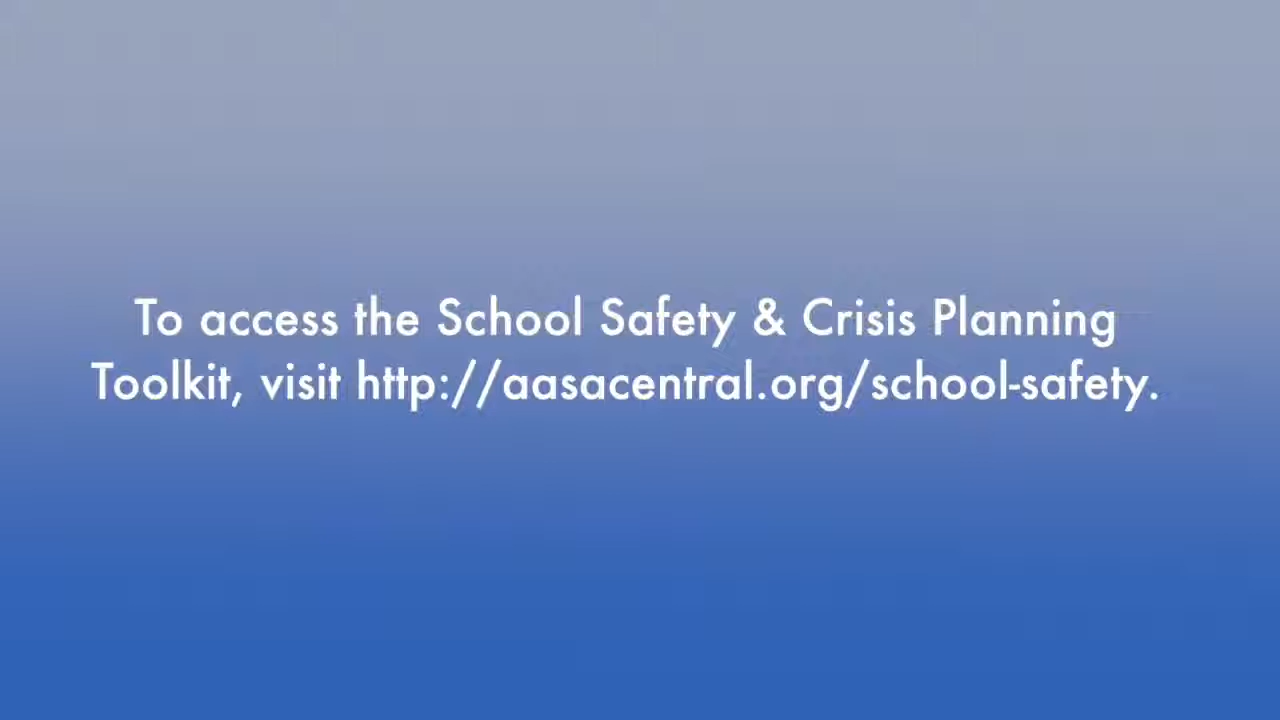 To access the School Safety & Crisis Planning
Toolkit, visit http://aasacentral.org/school-safety.